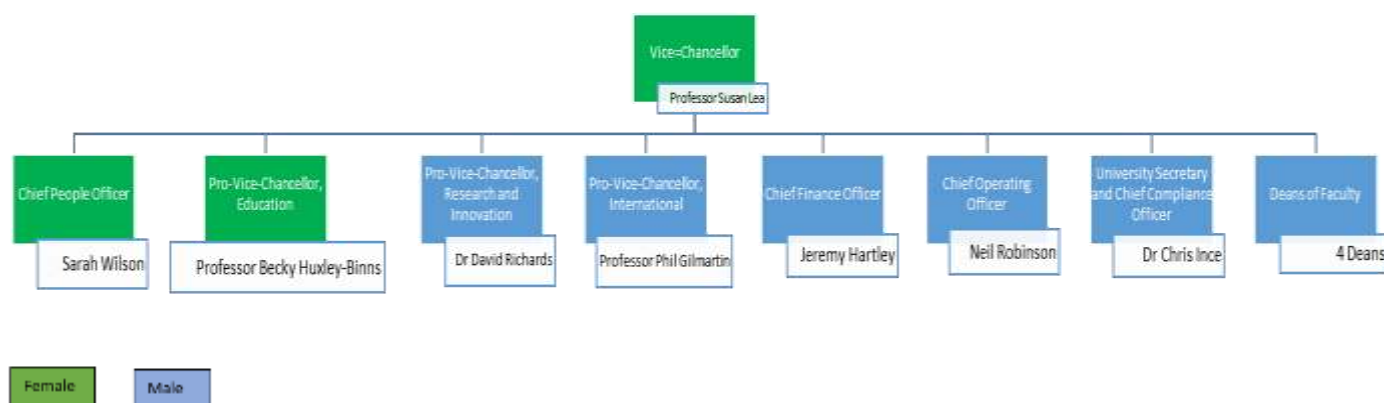 Vice=Chancellor
Professor Susan Lea
Chief People Officer
Sarah Wilson
Pro-Vice-Chancellor,
Education
Professor Becky Huxley-Binns
Pro-Vice-Chancellor,
Research and
Innovation
Dr David Richards
Pro-Vice-Chancellor,
International
Professor Phil Gilmartin
Chief Finance Officer
Jeremy Hartley
Chief Operating
Officer
Neil Robinson
University Secretary
and Chief Compliance
Officer
Dr Chris Ince
Deans of Faculty
4 Deans
Female
Male